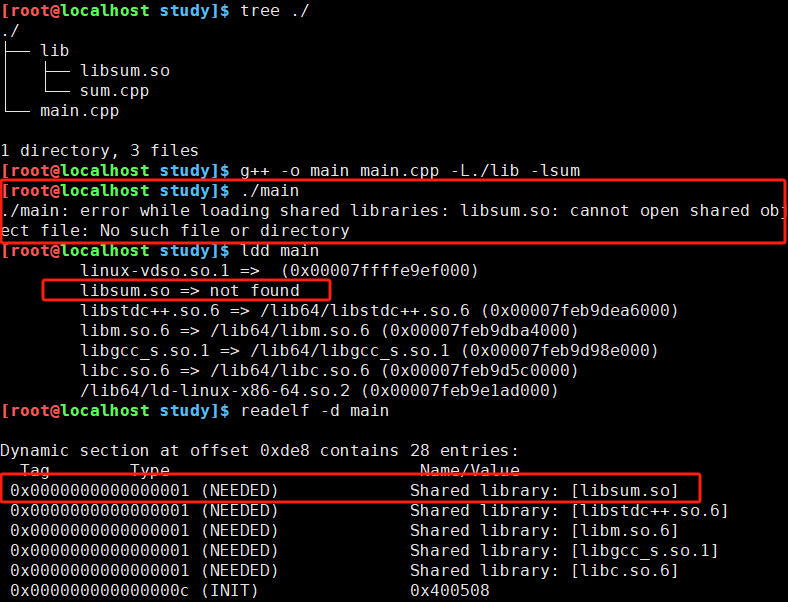 [root@localhost study]$ tree ./
./
├── lib
│   ├── libsum.so
│   └── sum.cpp
└── main.cpp
1 directory, 3 files
[root@localhost study]$ g++ -o main main.cpp -L./lib -lsum
[root@localhost study]$ ./main
./main: error while loading shared libraries: libsum.so: cannot open shared obj
ect file: No such file or directory
[root@localhost study]$ ldd main
linux-vdso.so.1 =>  (0x00007ffffe9ef000)
libsum.so => not found
libstdc++.so.6 => /lib64/libstdc++.so.6 (0x00007feb9dea6000)
libm.so.6 => /lib64/libm.so.6 (0x00007feb9dba4000)
libgcc_s.so.1 => /lib64/libgcc_s.so.1 (0x00007feb9d98e000)
libc.so.6 => /lib64/libc.so.6 (0x00007feb9d5c0000)
/lib64/ld-linux-x86-64.so.2 (0x00007feb9e1ad000)
[root@localhost study]$ readelf -d main
Dynamic section at offset 0xde8 contains 28 entries:
Tag        Type                         Name/Value
0x0000000000000001 (NEEDED)             Shared library: [libsum.so]
0x0000000000000001 (NEEDED)             Shared library: [libstdc++.so.6]
0x0000000000000001 (NEEDED)             Shared library: [libm.so.6]
0x0000000000000001 (NEEDED)             Shared library: [libgcc_s.so.1]
0x0000000000000001 (NEEDED)             Shared library: [libc.so.6]
0x000000000000000c (INIT)               0x400508